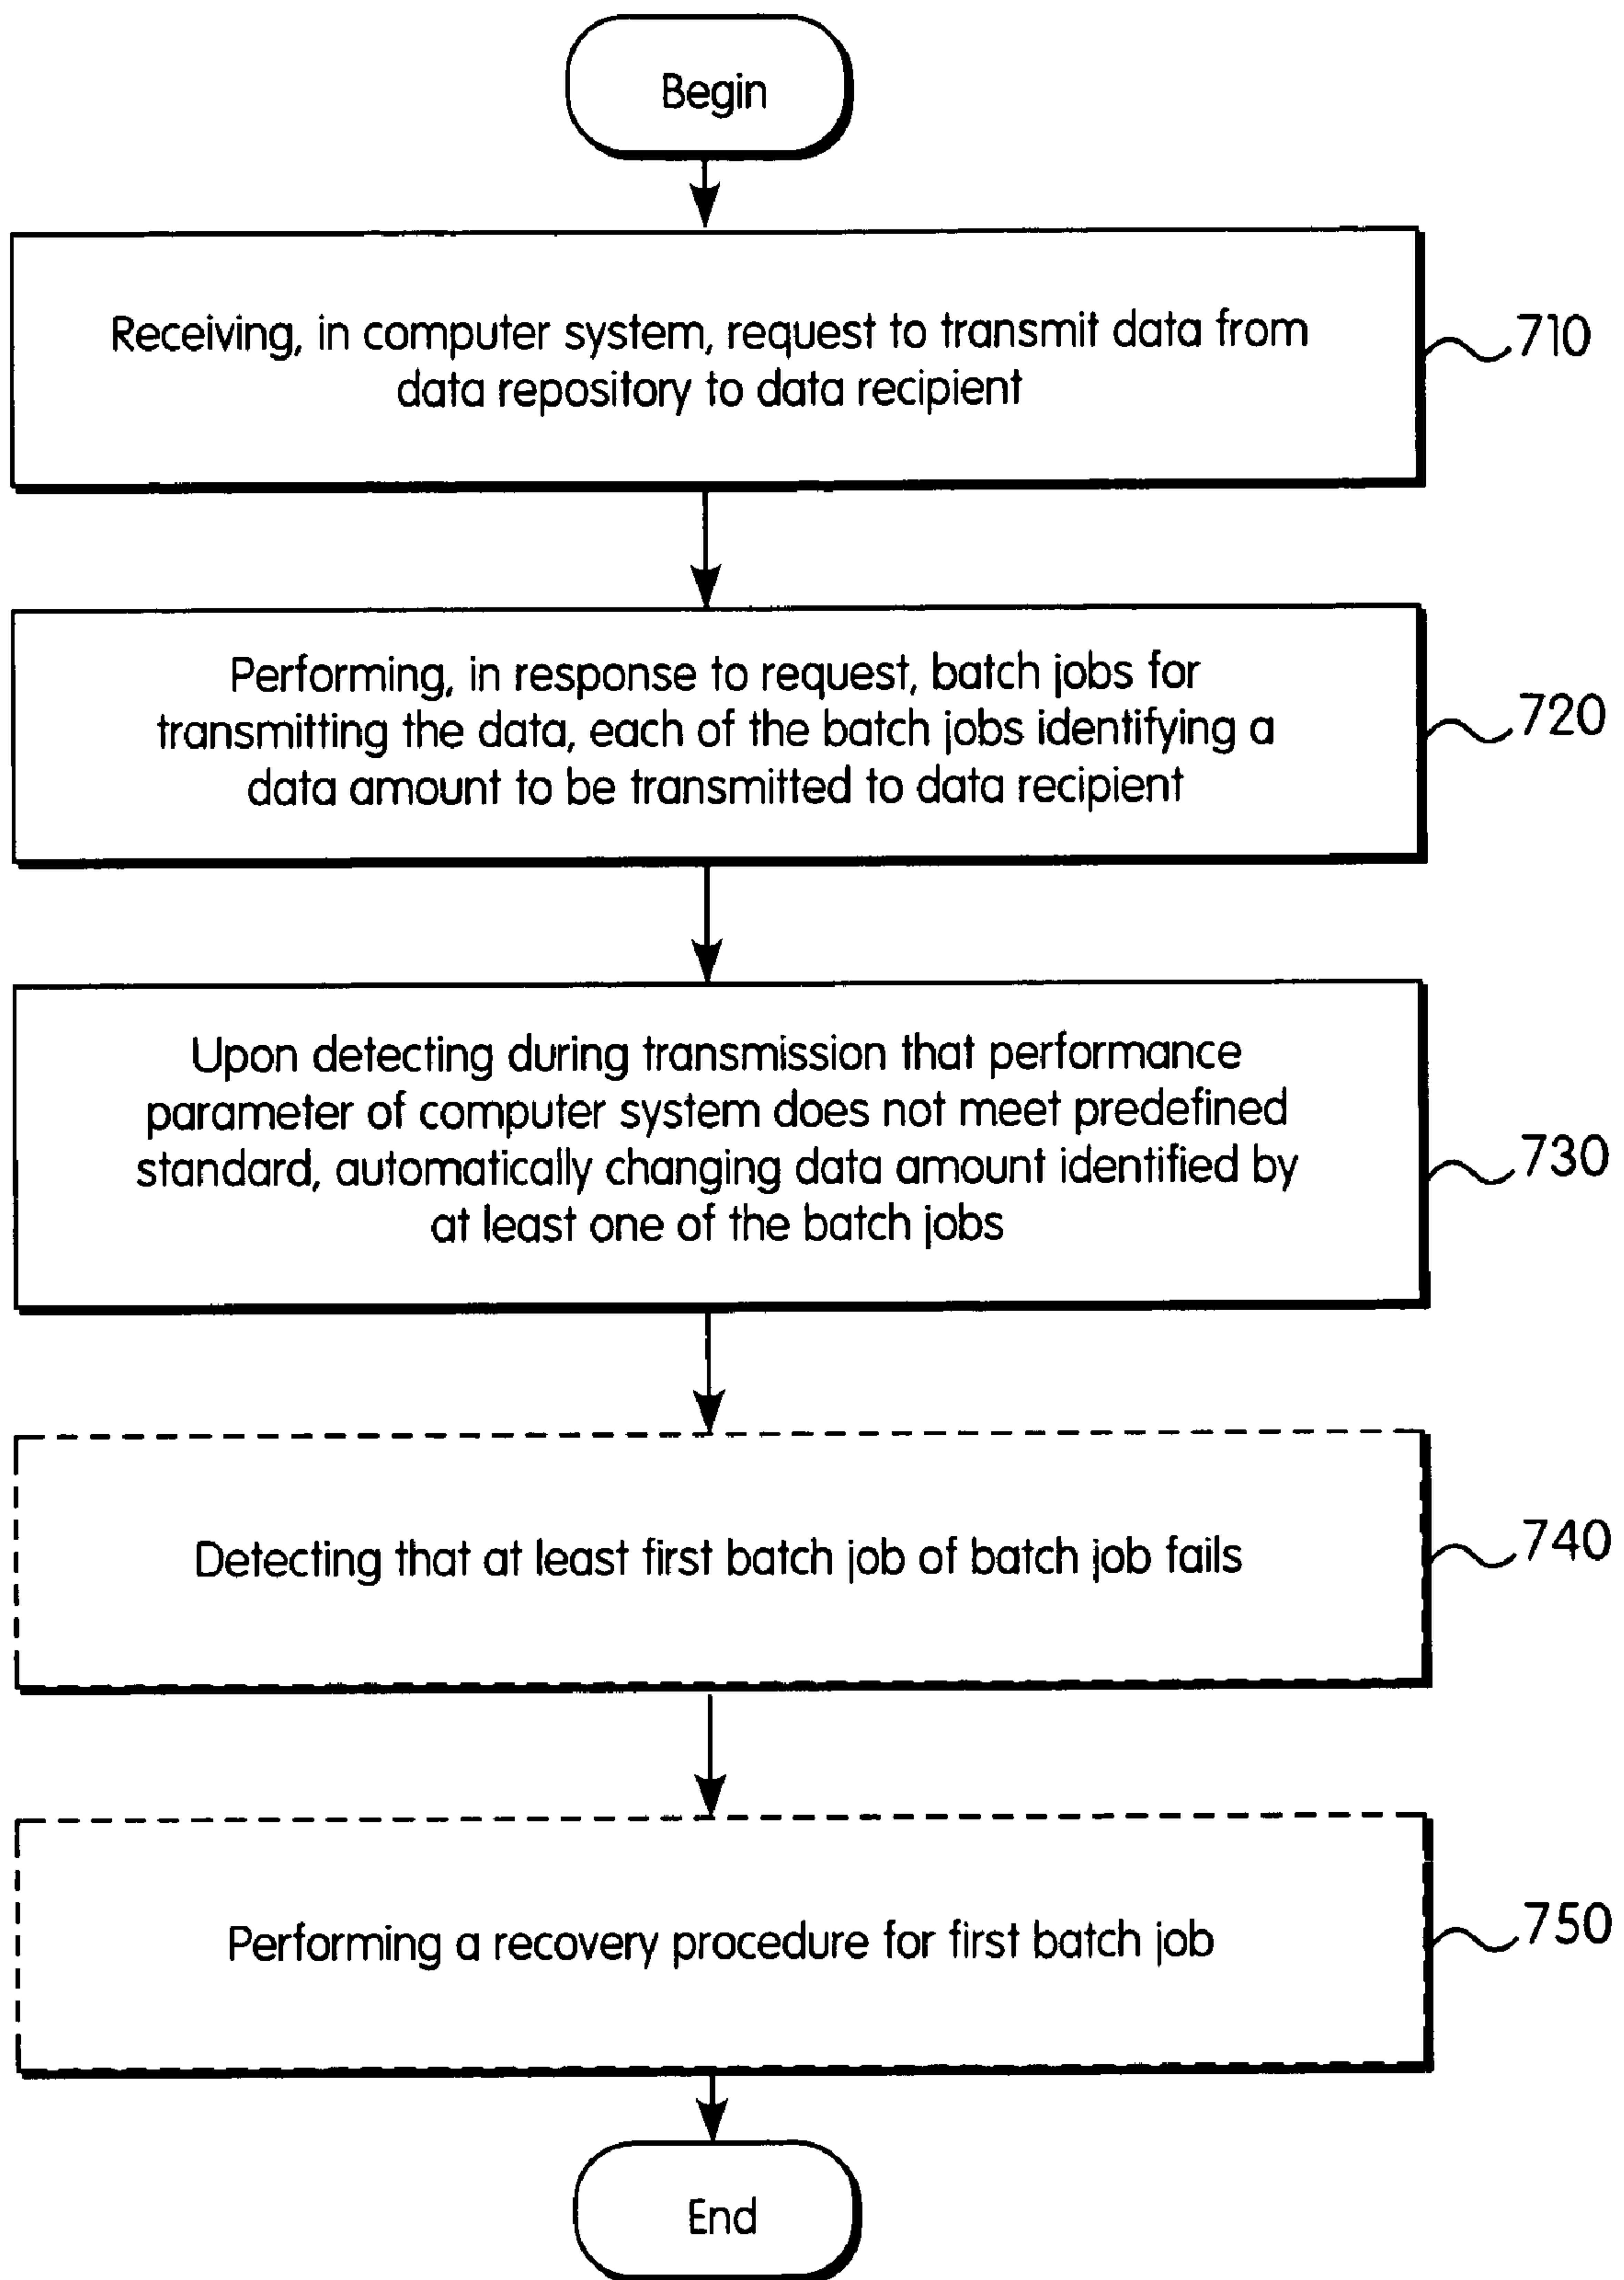 Begin
Receiving, in computer system, request to transmit data from
data repository to data recipient
710
Performing, in response to request, batch jobs for
transmitting the data, each of the batch jobs identifying a
data amount to be transmitted to data recipient
720
Upon detecting during transmission that performance
parameter of computer system does not meet predefined
standard, automatically changing data amount identified by
at least one of the batch jobs
730
Detecting that at least first batch job of batch job fails
740
Performing a recovery procedure for first batch job
750
End